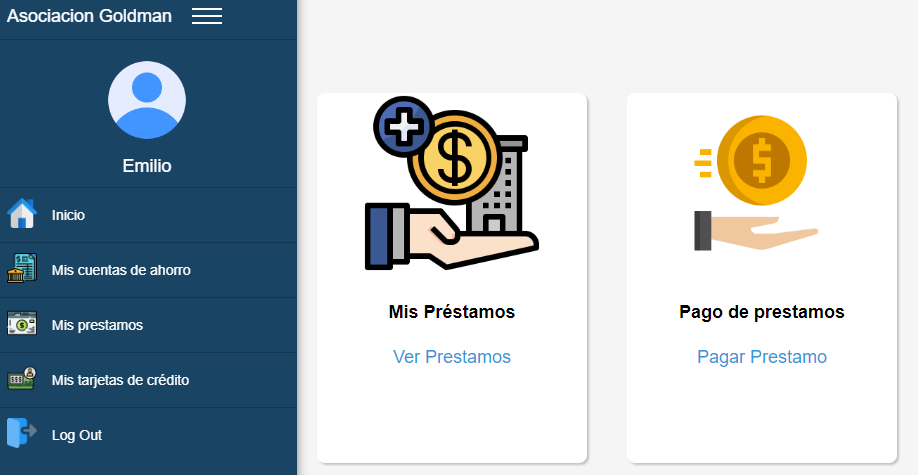 Asociacion Goldman
Emilio
Inicio
Mis cuentas de ahorro
Mis prestamos
Mis tarjetas de crédito
Log Out
Mis Préstamos
Ver Prestamos
Pago de prestamos
Pagar Prestamo